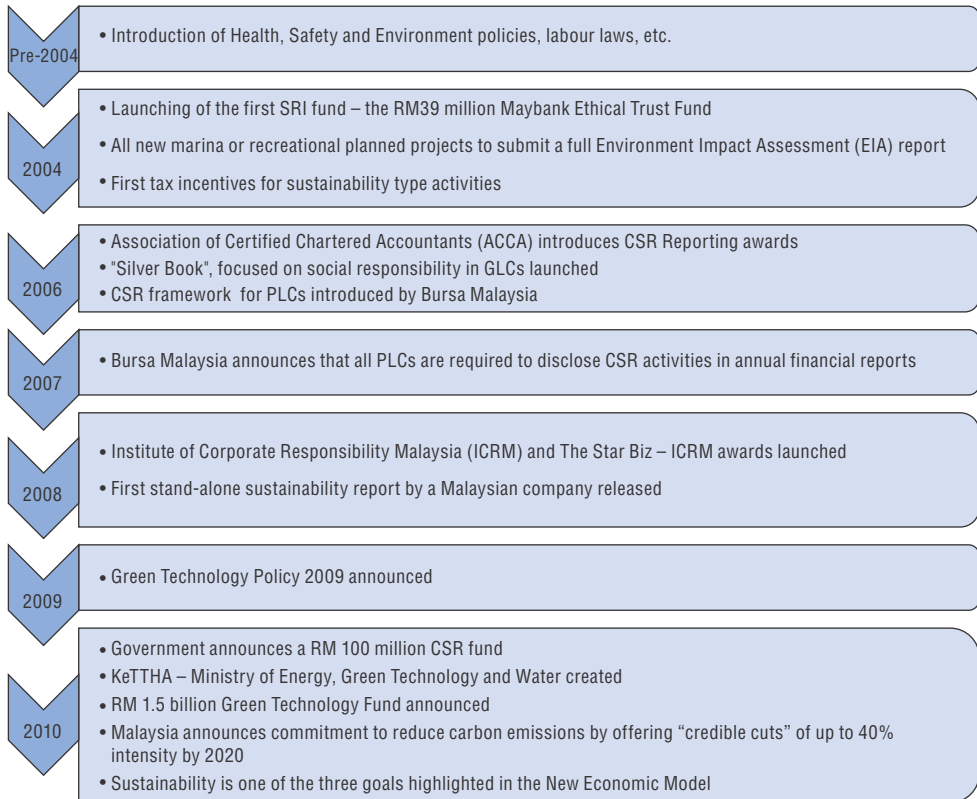 Pre-2004
• Introduction of Health, Safety and Environment policies, labour laws, etc.
2004
• Launching of the first SRI fund – the RM39 million Maybank Ethical Trust Fund
• All new marina or recreational planned projects to submit a full Environment Impact Assessment (EIA) report
• First tax incentives for sustainability type activities
2006
• Association of Certified Chartered Accountants (ACCA) introduces CSR Reporting awards
• "Silver Book", focused on social responsibility in GLCs launched
• CSR framework for PLCs introduced by Bursa Malaysia
2007
• Bursa Malaysia announces that all PLCs are required to disclose CSR activities in annual financial reports
2008
• Institute of Corporate Responsibility Malaysia (ICRM) and The Star Biz – ICRM awards launched
• First stand-alone sustainability report by a Malaysian company released
2009
• Green Technology Policy 2009 announced
2010
• Government announces a RM 100 million CSR fund
• KeTTHA – Ministry of Energy, Green Technology and Water created
• RM 1.5 billion Green Technology Fund announced
• Malaysia announces commitment to reduce carbon emissions by offering “credible cuts” of up to 40%
intensity by 2020
• Sustainability is one of the three goals highlighted in the New Economic Model